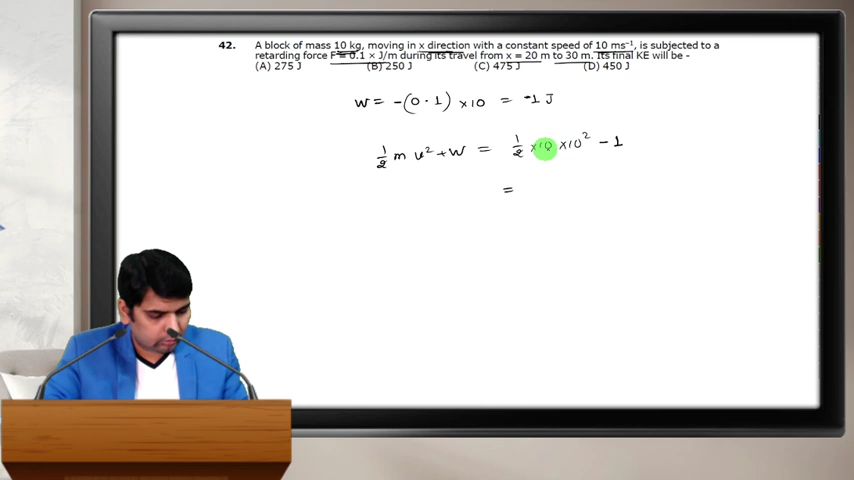 42. A block of mass 10 kg, moving in x direction with a constant speed of 10 ms⁻¹, is subjected to a
retarding force F = 0.1 × J/m during its travel from x = 20 m to 30 m. Its final KE will be -
(A) 275 J (B) 250 J (C) 475 J (D) 450 J
W = -(0.1) × 10 = -1 J
1/2 m u² + W = 1/2 × 10 × 10² - 1
=